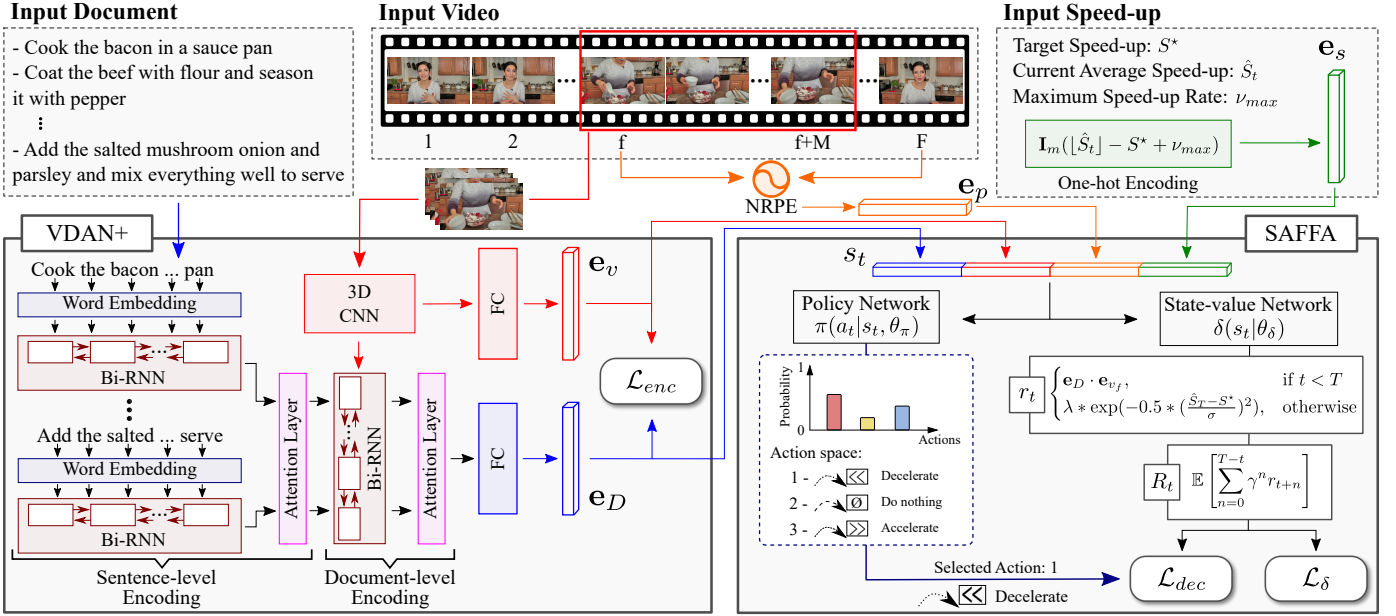 Input Document
- Cook the bacon in a sauce pan
- Coat the beef with flour and season
it with pepper
⋮
- Add the salted mushroom onion and
parsley and mix everything well to serve
Input Video
...
...
1 2 f f+M F
NRPE
e_p
Input Speed-up
Target Speed-up: S^⋆
Current Average Speed-up: Ŝ_t
Maximum Speed-up Rate: ν_max
e_s
I_m(⌊Ŝ_t⌋ − S^⋆ + ν_max)
One-hot Encoding
VDAN+
Cook the bacon ... pan
Word Embedding
...
Bi-RNN
⋮
Add the salted ... serve
Word Embedding
...
Bi-RNN
Attention Layer
Sentence-level
Encoding
3D
CNN
...
Bi-RNN
Attention Layer
Document-level
Encoding
FC
e_v
FC
e_D
L_enc
SAFFA
s_t
Policy Network
π(a_t|s_t, θ_π)
State-value Network
δ(s_t|θ_δ)
Probability
1
0
Actions
Action space:
1 - << Decelerate
2 - Ø Do nothing
3 - >> Accelerate
r_t
e_D · e_{v_f}, if t < T
λ ∗ exp(−0.5 ∗ ((Ŝ_T − S^⋆)/σ)^2), otherwise
R_t
𝔼 [∑_{n=0}^{T−t} γ^n r_{t+n}]
Selected Action: 1
<< Decelerate
L_dec
L_δ